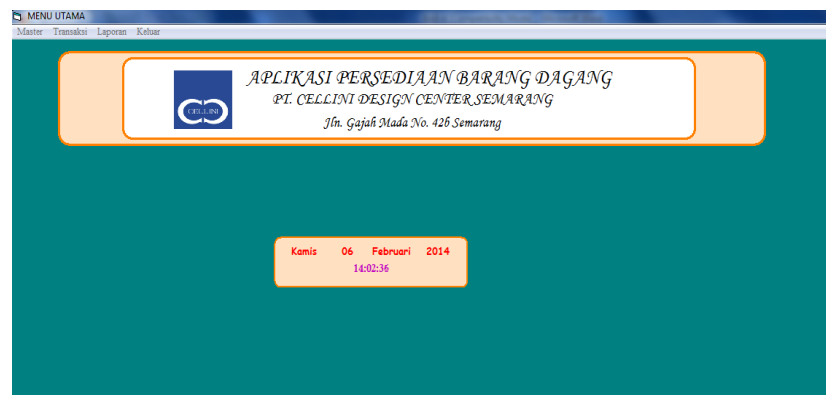 MENU UTAMA
Master Transaksi Laporan Keluar
CELLINI
APLIKASI PERSEDIAAN BARANG DAGANG
PT. CELLINI DESIGN CENTER SEMARANG
Jln. Gajah Mada No. 42b Semarang
Kamis 06 Februari 2014
14:02:36